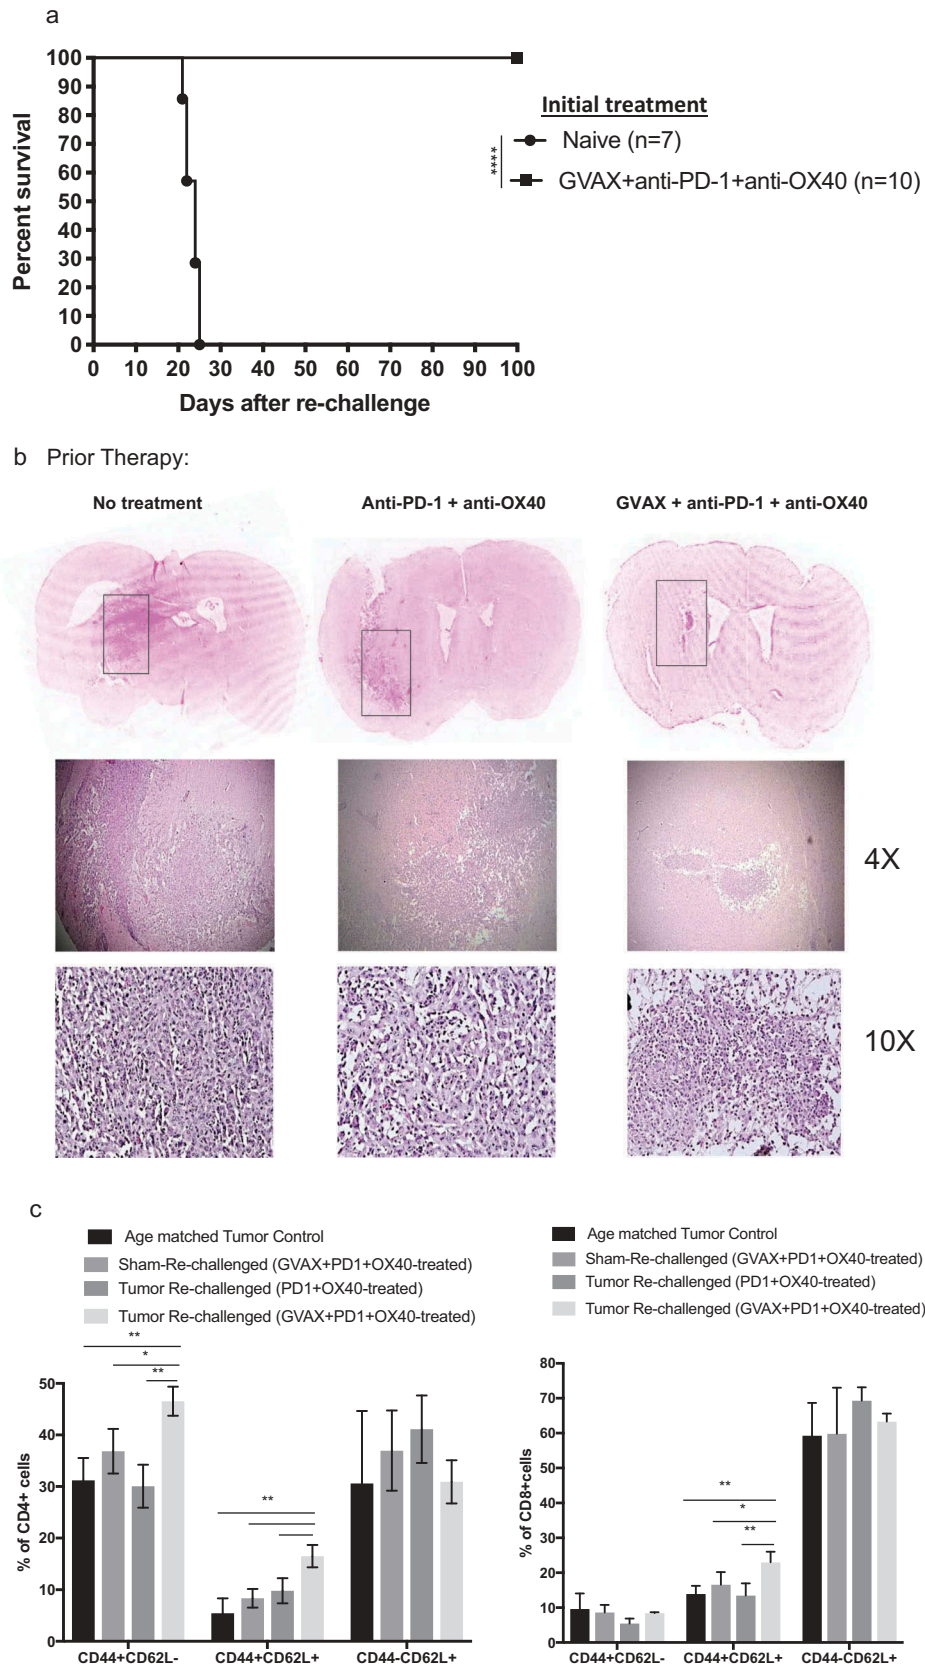 a
100
90
80
70
60
50
40
30
20
10
0
Percent survival
0 10 20 30 40 50 60 70 80 90 100
Days after re-challenge
Initial treatment
Naive (n=7)
****
GVAX+anti-PD-1+anti-OX40 (n=10)
b Prior Therapy:
No treatment Anti-PD-1 + anti-OX40 GVAX + anti-PD-1 + anti-OX40
4X
10X
c
Age matched Tumor Control
Sham-Re-challenged (GVAX+PD1+OX40-treated)
Tumor Re-challenged (PD1+OX40-treated)
Tumor Re-challenged (GVAX+PD1+OX40-treated)
**
*
**
50
40
30
20
10
0
% of CD4+ cells
**
CD44+CD62L- CD44+CD62L+ CD44-CD62L+
Age matched Tumor Control
Sham-Re-challenged (GVAX+PD1+OX40-treated)
Tumor Re-challenged (PD1+OX40-treated)
Tumor Re-challenged (GVAX+PD1+OX40-treated)
80
70
60
50
40
30
20
10
0
% of CD8+cells
**
*
**
CD44+CD62L- CD44+CD62L+ CD44-CD62L+